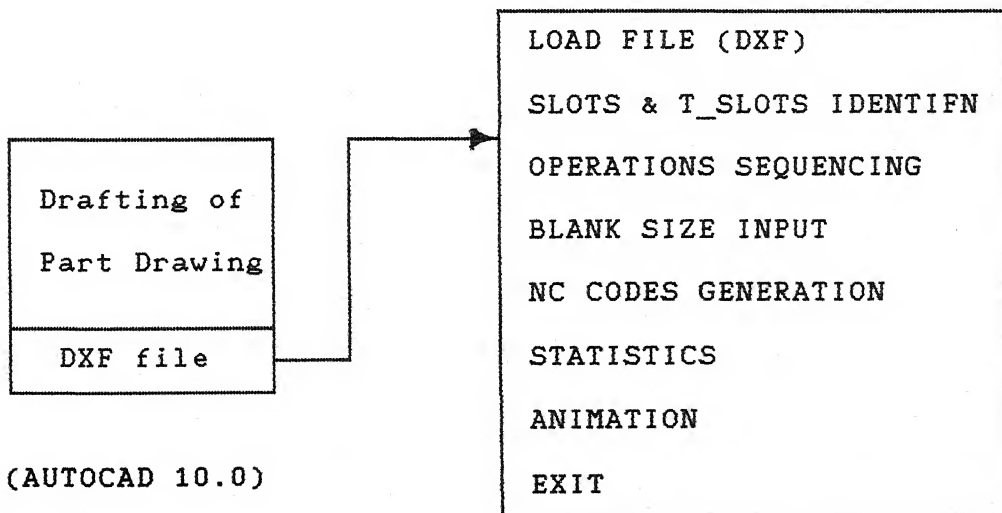 Drafting of
Part Drawing
DXF file
(AUTOCAD 10.0)
LOAD FILE (DXF)
SLOTS & T_SLOTS IDENTIFN
OPERATIONS SEQUENCING
BLANK SIZE INPUT
NC CODES GENERATION
STATISTICS
ANIMATION
EXIT